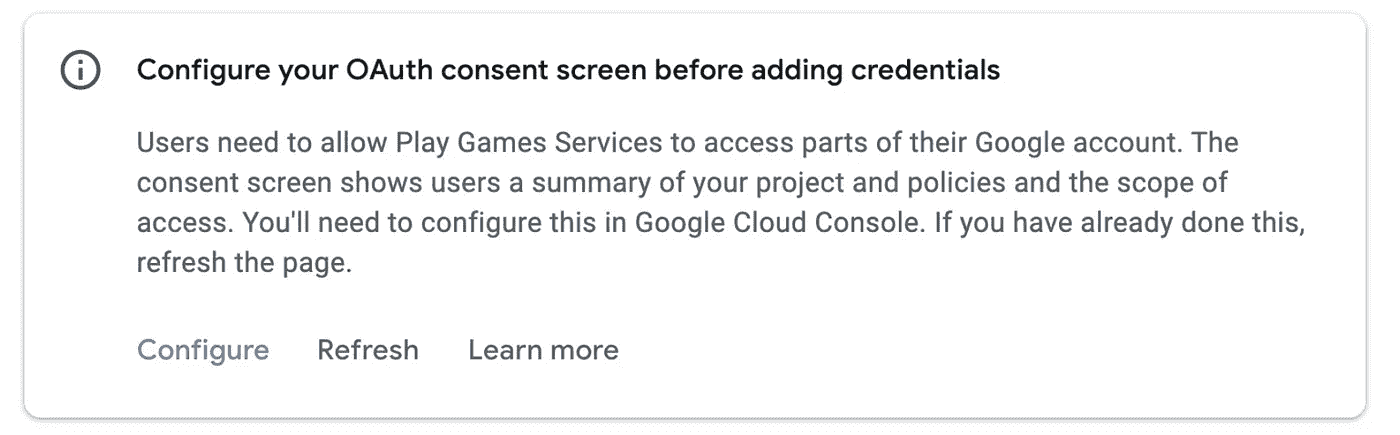 Configure your OAuth consent screen before adding credentials
Users need to allow Play Games Services to access parts of their Google account. The
consent screen shows users a summary of your project and policies and the scope of
access. You'll need to configure this in Google Cloud Console. If you have already done this,
refresh the page.
Configure Refresh Learn more